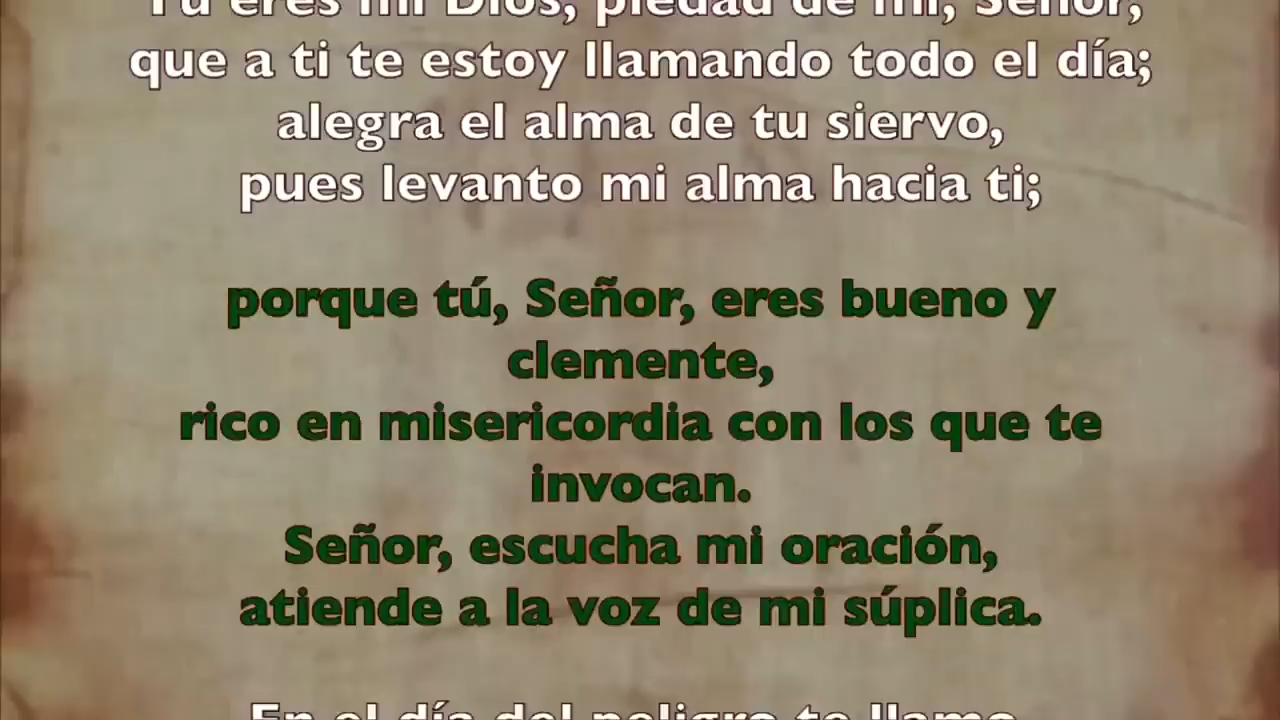 Tú eres mi Dios, piedad de mí, Señor,
que a ti te estoy llamando todo el día;
alegra el alma de tu siervo,
pues levanto mi alma hacia ti;
porque tú, Señor, eres bueno y
clemente,
rico en misericordia con los que te
invocan.
Señor, escucha mi oración,
atiende a la voz de mi súplica.
En el día del peligro te llamo,